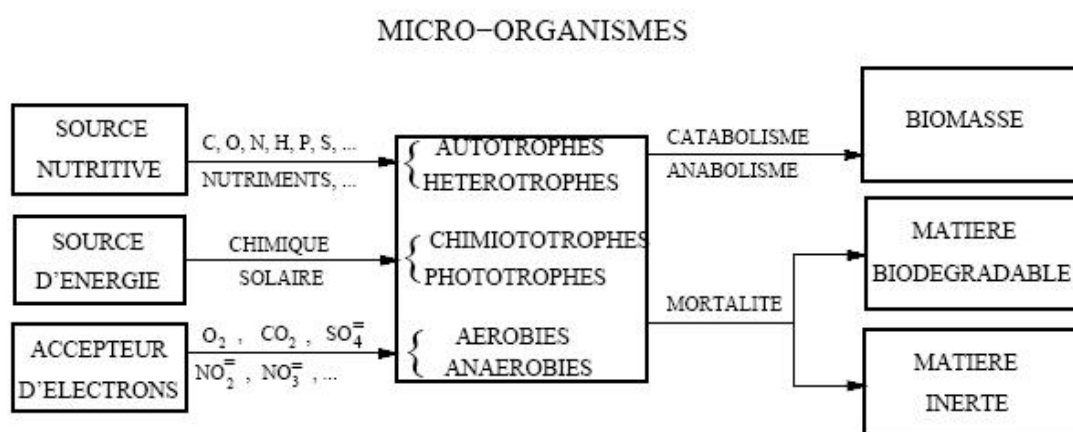 MICRO-ORGANISMES
SOURCE
NUTRITIVE
C, O, N, H, P, S, ...
NUTRIMENTS, ...
AUTOTROPHES
HETEROTROPHES
CATABOLISME
ANABOLISME
BIOMASSE
SOURCE
D'ENERGIE
CHIMIQUE
SOLAIRE
CHIMIOTOTROPHES
PHOTOTROPHES
MORTALITE
MATIERE
BIODEGRADABLE
ACCEPTEUR
D'ELECTRONS
O₂ , CO₂ , SO₄⁼
NO₂⁼ , NO₃⁼ , ...
AEROBIES
ANAEROBIES
MATIERE
INERTE